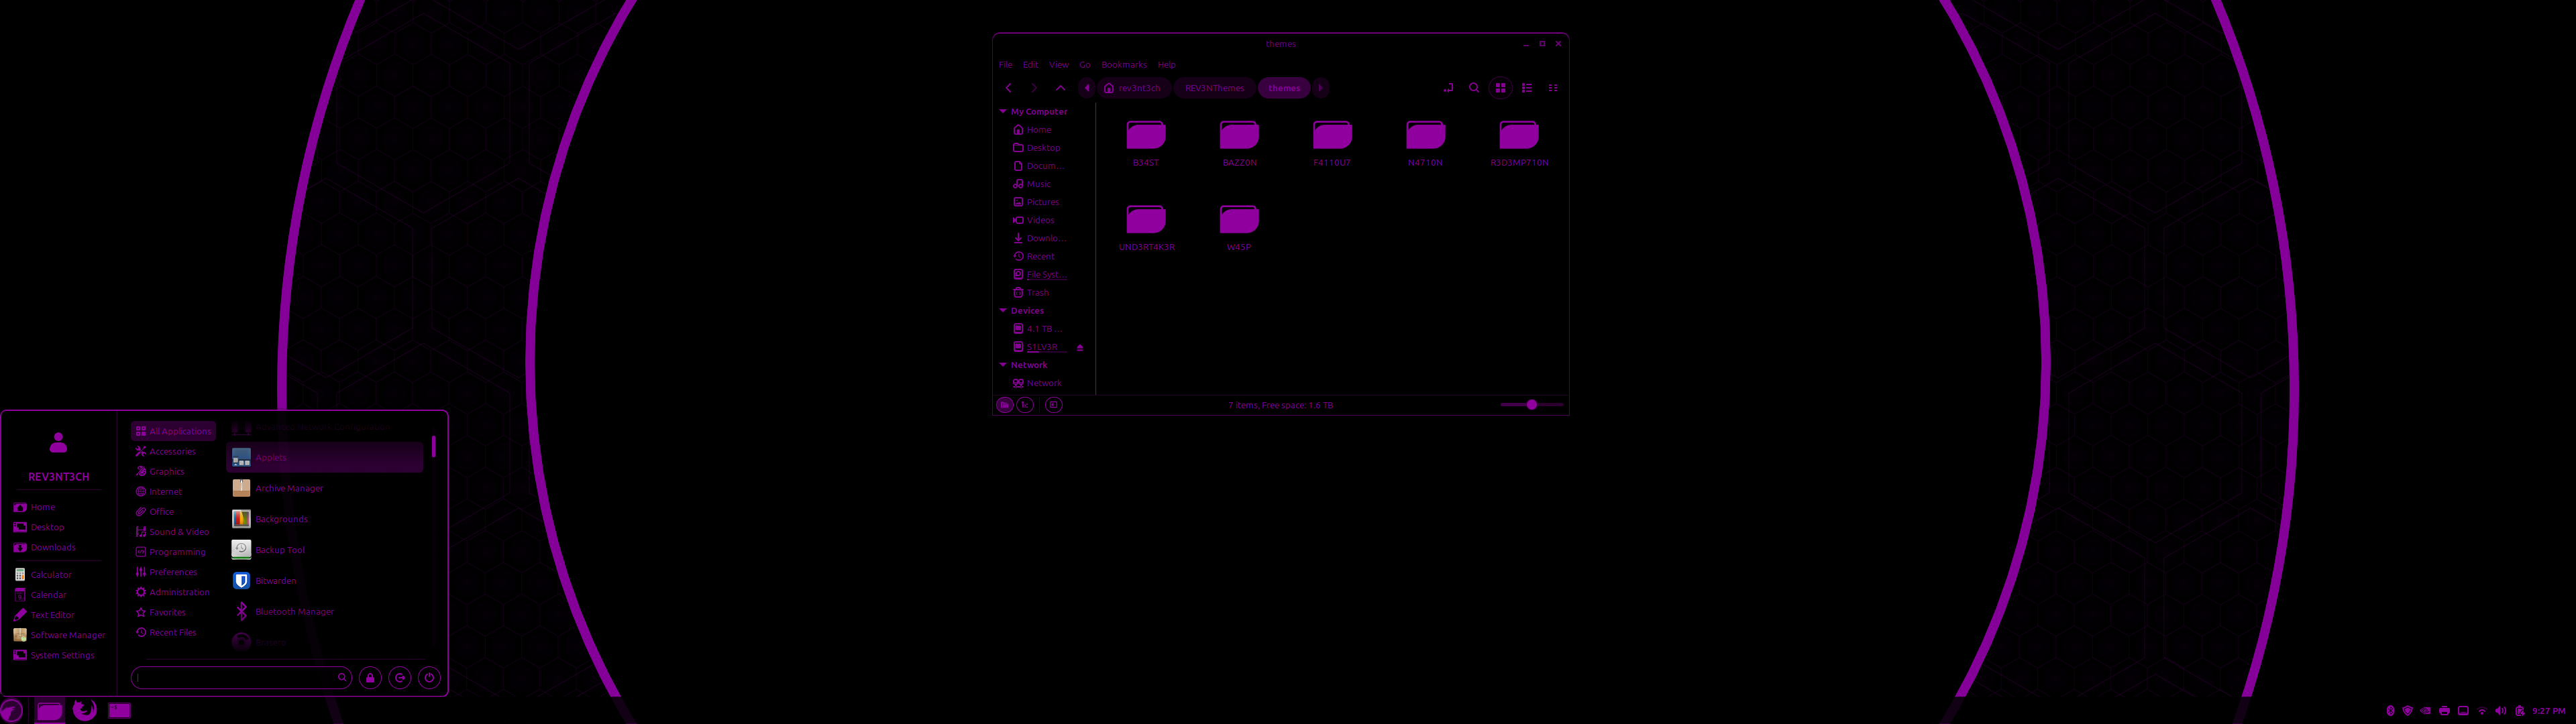 themes
File Edit View Go Bookmarks Help
rev3nt3ch REV3NThemes themes
My Computer
Home
Desktop
Docum...
Music
Pictures
Videos
Downlo...
Recent
File Syst...
Trash
Devices
4.1 TB ...
S1LV3R
Network
Network
B34ST BAZZ0N F4110U7 N4710N R3D3MP710N
UND3RT4K3R W4SP
7 items, Free space: 1.6 TB
REV3NT3CH
Home
Desktop
Downloads
Calculator
Calendar
Text Editor
Software Manager
System Settings
All Applications
Accessories
Graphics
Internet
Office
Sound & Video
Programming
Preferences
Administration
Favorites
Recent Files
Applets
Archive Manager
Backgrounds
Backup Tool
Bitwarden
Bluetooth Manager
9:27 PM